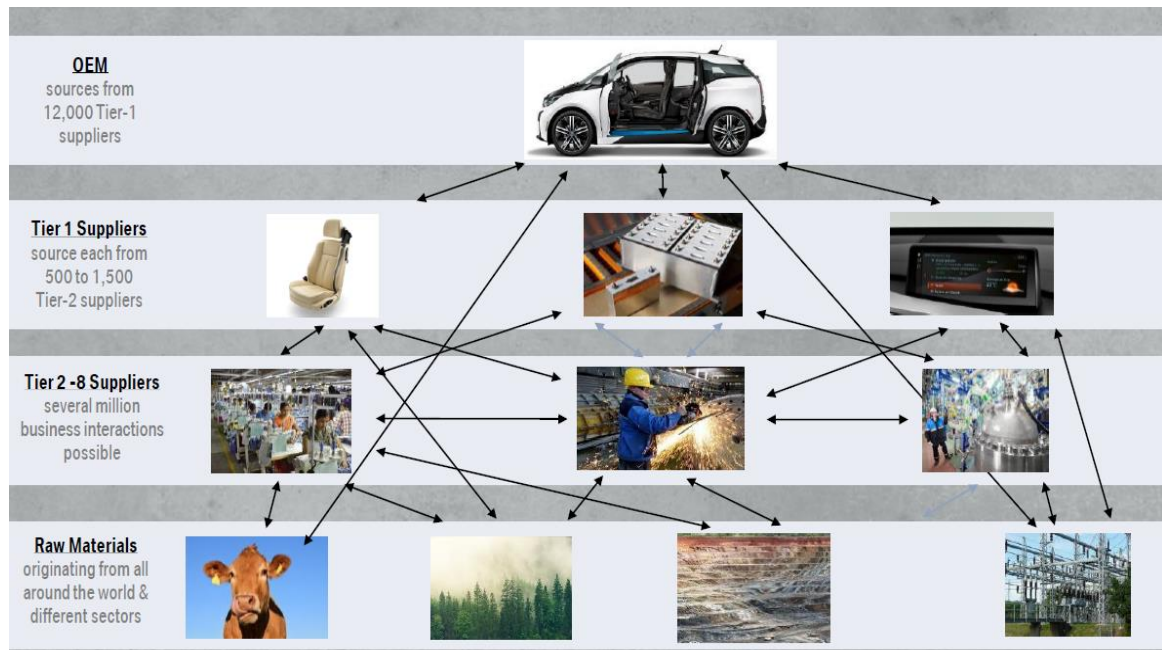 OEM
sources from
12,000 Tier-1
suppliers
Tier 1 Suppliers
source each from
500 to 1,500
Tier-2 suppliers
Tier 2 -8 Suppliers
several million
business interactions
possible
Raw Materials
originating from all
around the world &
different sectors